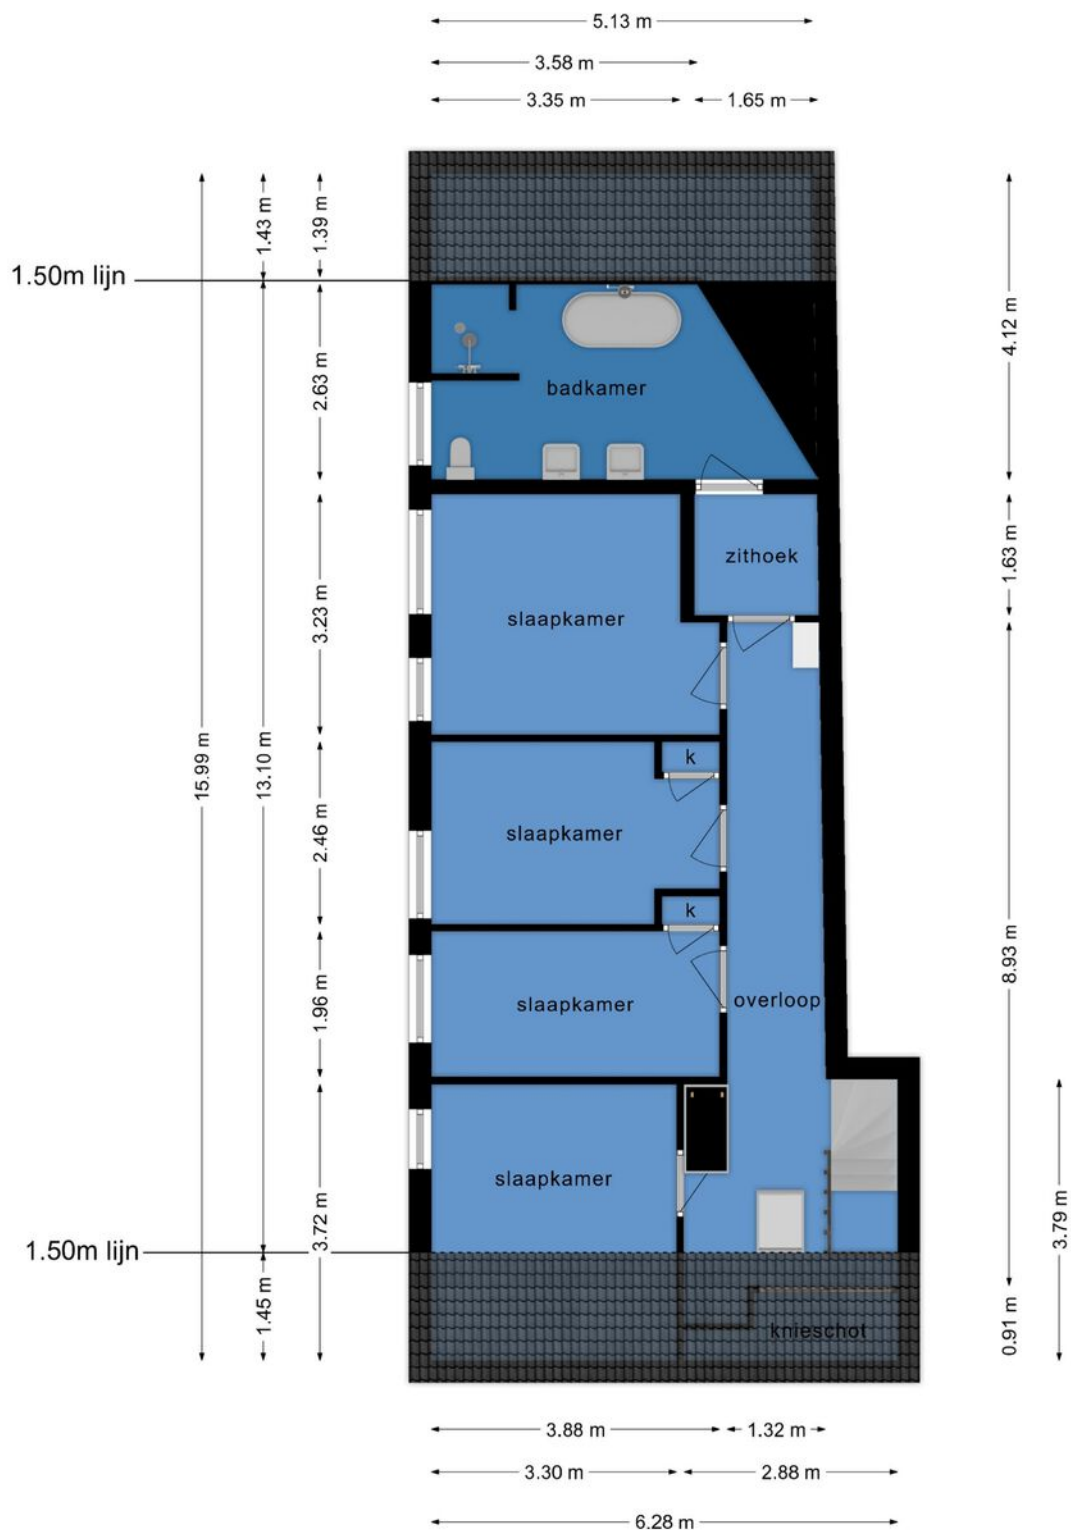 5.13 m
3.58 m
3.35 m
1.65 m
1.43 m
1.39 m
1.50m lijn
4.12 m
2.63 m
badkamer
zithoek
1.63 m
3.23 m
slaapkamer
15.99 m
13.10 m
k
2.46 m
slaapkamer
k
8.93 m
1.96 m
slaapkamer
overloop
slaapkamer
3.72 m
3.79 m
1.50m lijn
1.45 m
0.91 m
knieschot
3.88 m
1.32 m
3.30 m
2.88 m
6.28 m